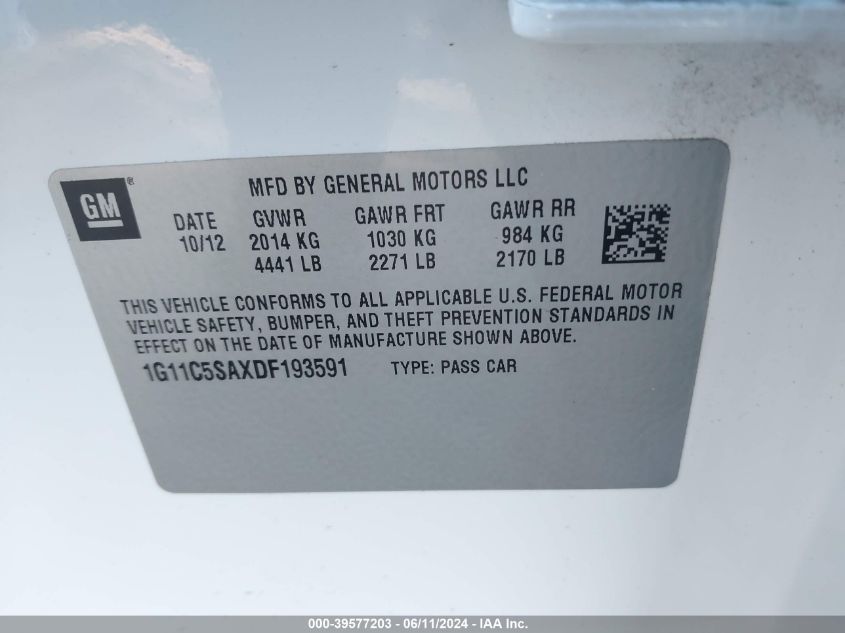 GM®
MFD BY GENERAL MOTORS LLC
DATE GVWR GAWR FRT GAWR RR
10/12 2014 KG 1030 KG 984 KG
4441 LB 2271 LB 2170 LB
THIS VEHICLE CONFORMS TO ALL APPLICABLE U.S. FEDERAL MOTOR
VEHICLE SAFETY, BUMPER, AND THEFT PREVENTION STANDARDS IN
EFFECT ON THE DATE OF MANUFACTURE SHOWN ABOVE.
1G11C5SAXDF193591 TYPE: PASS CAR
000-39577203 - 06/11/2024 - IAA Inc.